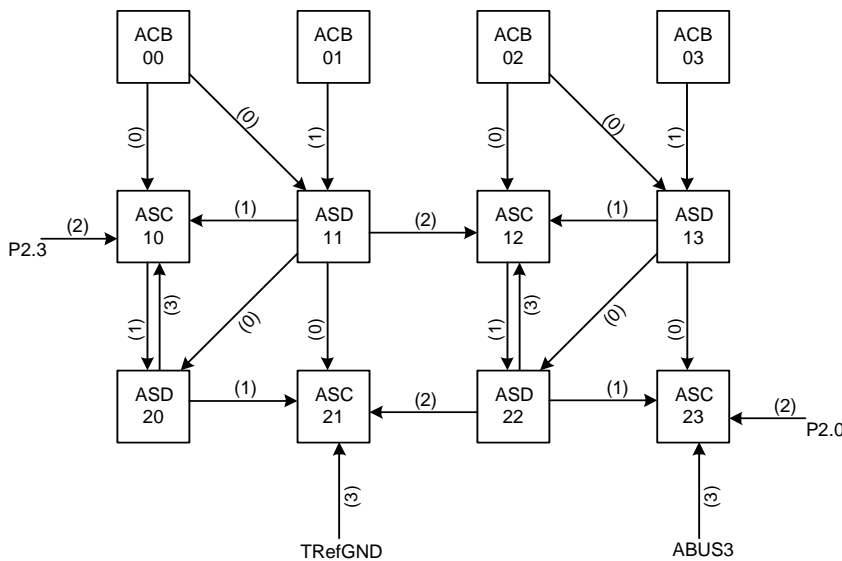 ACB ACB ACB ACB
00 01 02 03
(0) (0) (1) (0) (0) (1)
ASC ASD ASC ASD
10 11 12 13
(2) (1) (2) (1)
P2.3
(1) (3) (0) (0) (1) (3) (0) (0)
ASD ASC ASD ASC
20 21 22 23
(1) (2) (1) (2)
P2.0
(3) (3)
TRefGND ABUS3